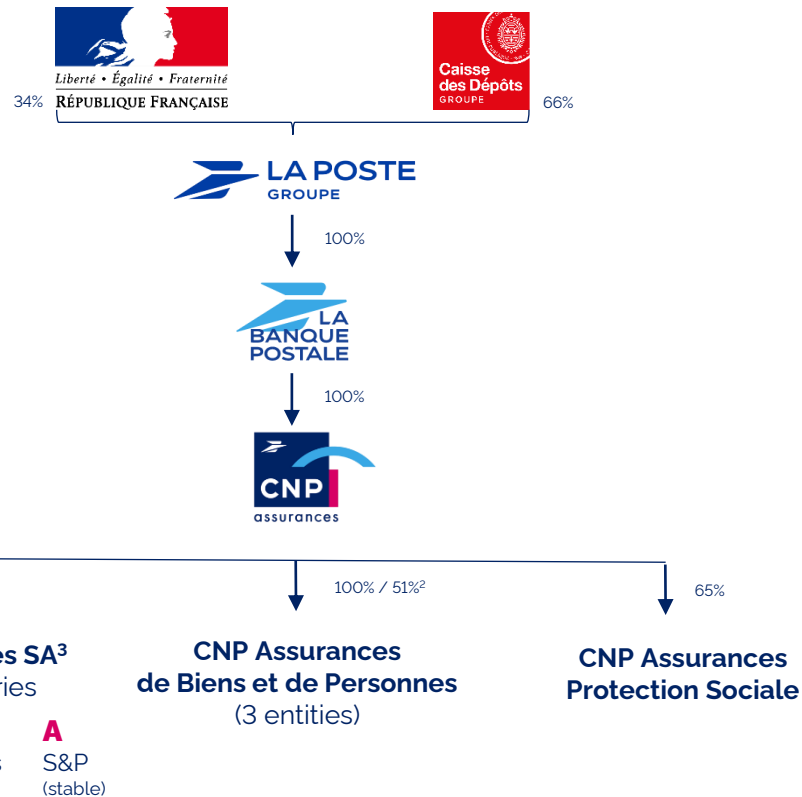 Liberté • Égalité • Fraternité
RÉPUBLIQUE FRANÇAISE
34%
Caisse
des Dépôts
GROUPE
66%
LA POSTE
GROUPE
100%
LA
BANQUE
POSTALE
100%
CNP
assurances
100% / 51%²
65%
es SA³
ries
CNP Assurances
de Biens et de Personnes
(3 entities)
CNP Assurances
Protection Sociale
A
s S&P
(stable)